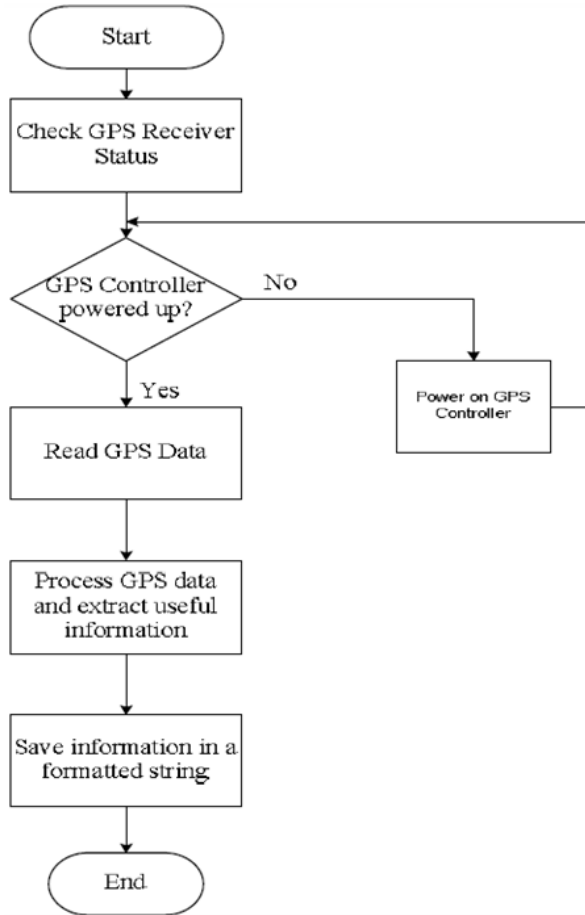 Start
Check GPS Receiver
Status
GPS Controller
powered up?
No
Power on GPS
Controller
Yes
Read GPS Data
Process GPS data
and extract useful
information
Save information in a
formatted string
End